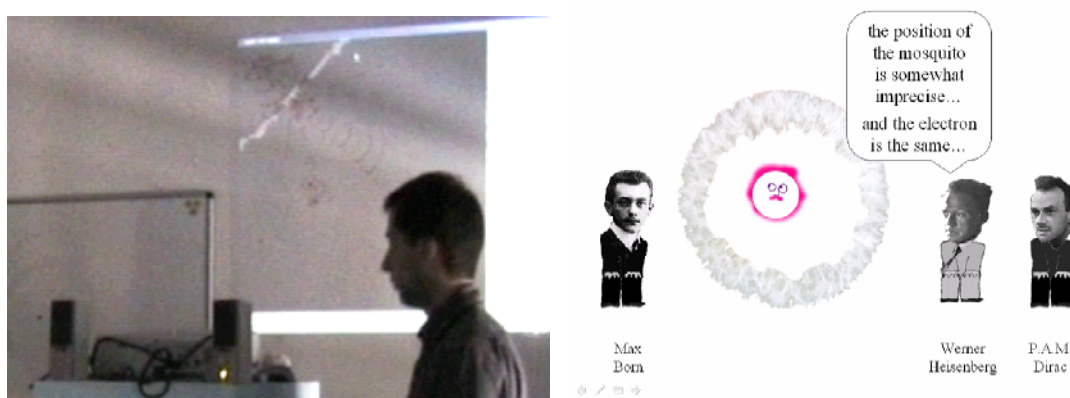 the position of
the mosquito
is somewhat
imprecise...
and the electron
is the same...
Max
Born
Werner
Heisenberg
P.A.M
Dirac